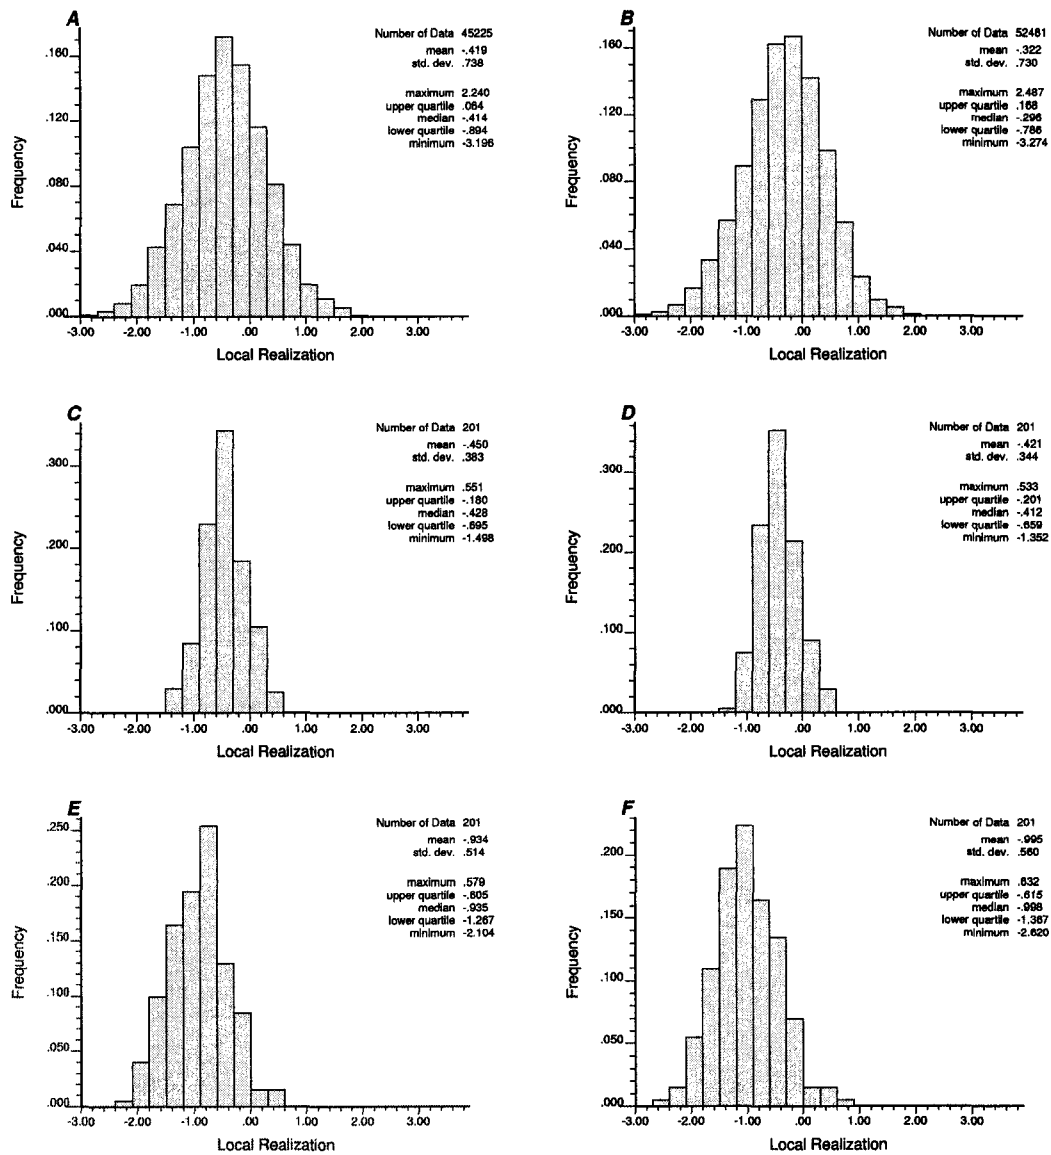 A
Number of Data 45225
mean -.419
std. dev. .738
maximum 2.240
upper quartile .064
median -.414
lower quartile -.894
minimum -3.196
Frequency
.160
.120
.080
.040
.000
-3.00 -2.00 -1.00 .00 1.00 2.00 3.00
Local Realization
B
Number of Data 52481
mean -.322
std. dev. .730
maximum 2.487
upper quartile .168
median -.296
lower quartile -.786
minimum -3.274
Frequency
.160
.120
.080
.040
.000
-3.00 -2.00 -1.00 .00 1.00 2.00 3.00
Local Realization
C
Number of Data 201
mean -.450
std. dev. .383
maximum .551
upper quartile -.180
median -.428
lower quartile -.695
minimum -1.498
Frequency
.300
.200
.100
.000
-3.00 -2.00 -1.00 .00 1.00 2.00 3.00
Local Realization
D
Number of Data 201
mean -.421
std. dev. .344
maximum .533
upper quartile -.201
median -.412
lower quartile -.659
minimum -1.352
Frequency
.300
.200
.100
.000
-3.00 -2.00 -1.00 .00 1.00 2.00 3.00
Local Realization
E
Number of Data 201
mean -.934
std. dev. .514
maximum .579
upper quartile -.605
median -.935
lower quartile -1.267
minimum -2.104
Frequency
.250
.200
.150
.100
.050
.000
-3.00 -2.00 -1.00 .00 1.00 2.00 3.00
Local Realization
F
Number of Data 201
mean -.995
std. dev. .560
maximum .632
upper quartile -.615
median -.998
lower quartile -1.367
minimum -2.620
Frequency
.200
.150
.100
.050
.000
-3.00 -2.00 -1.00 .00 1.00 2.00 3.00
Local Realization